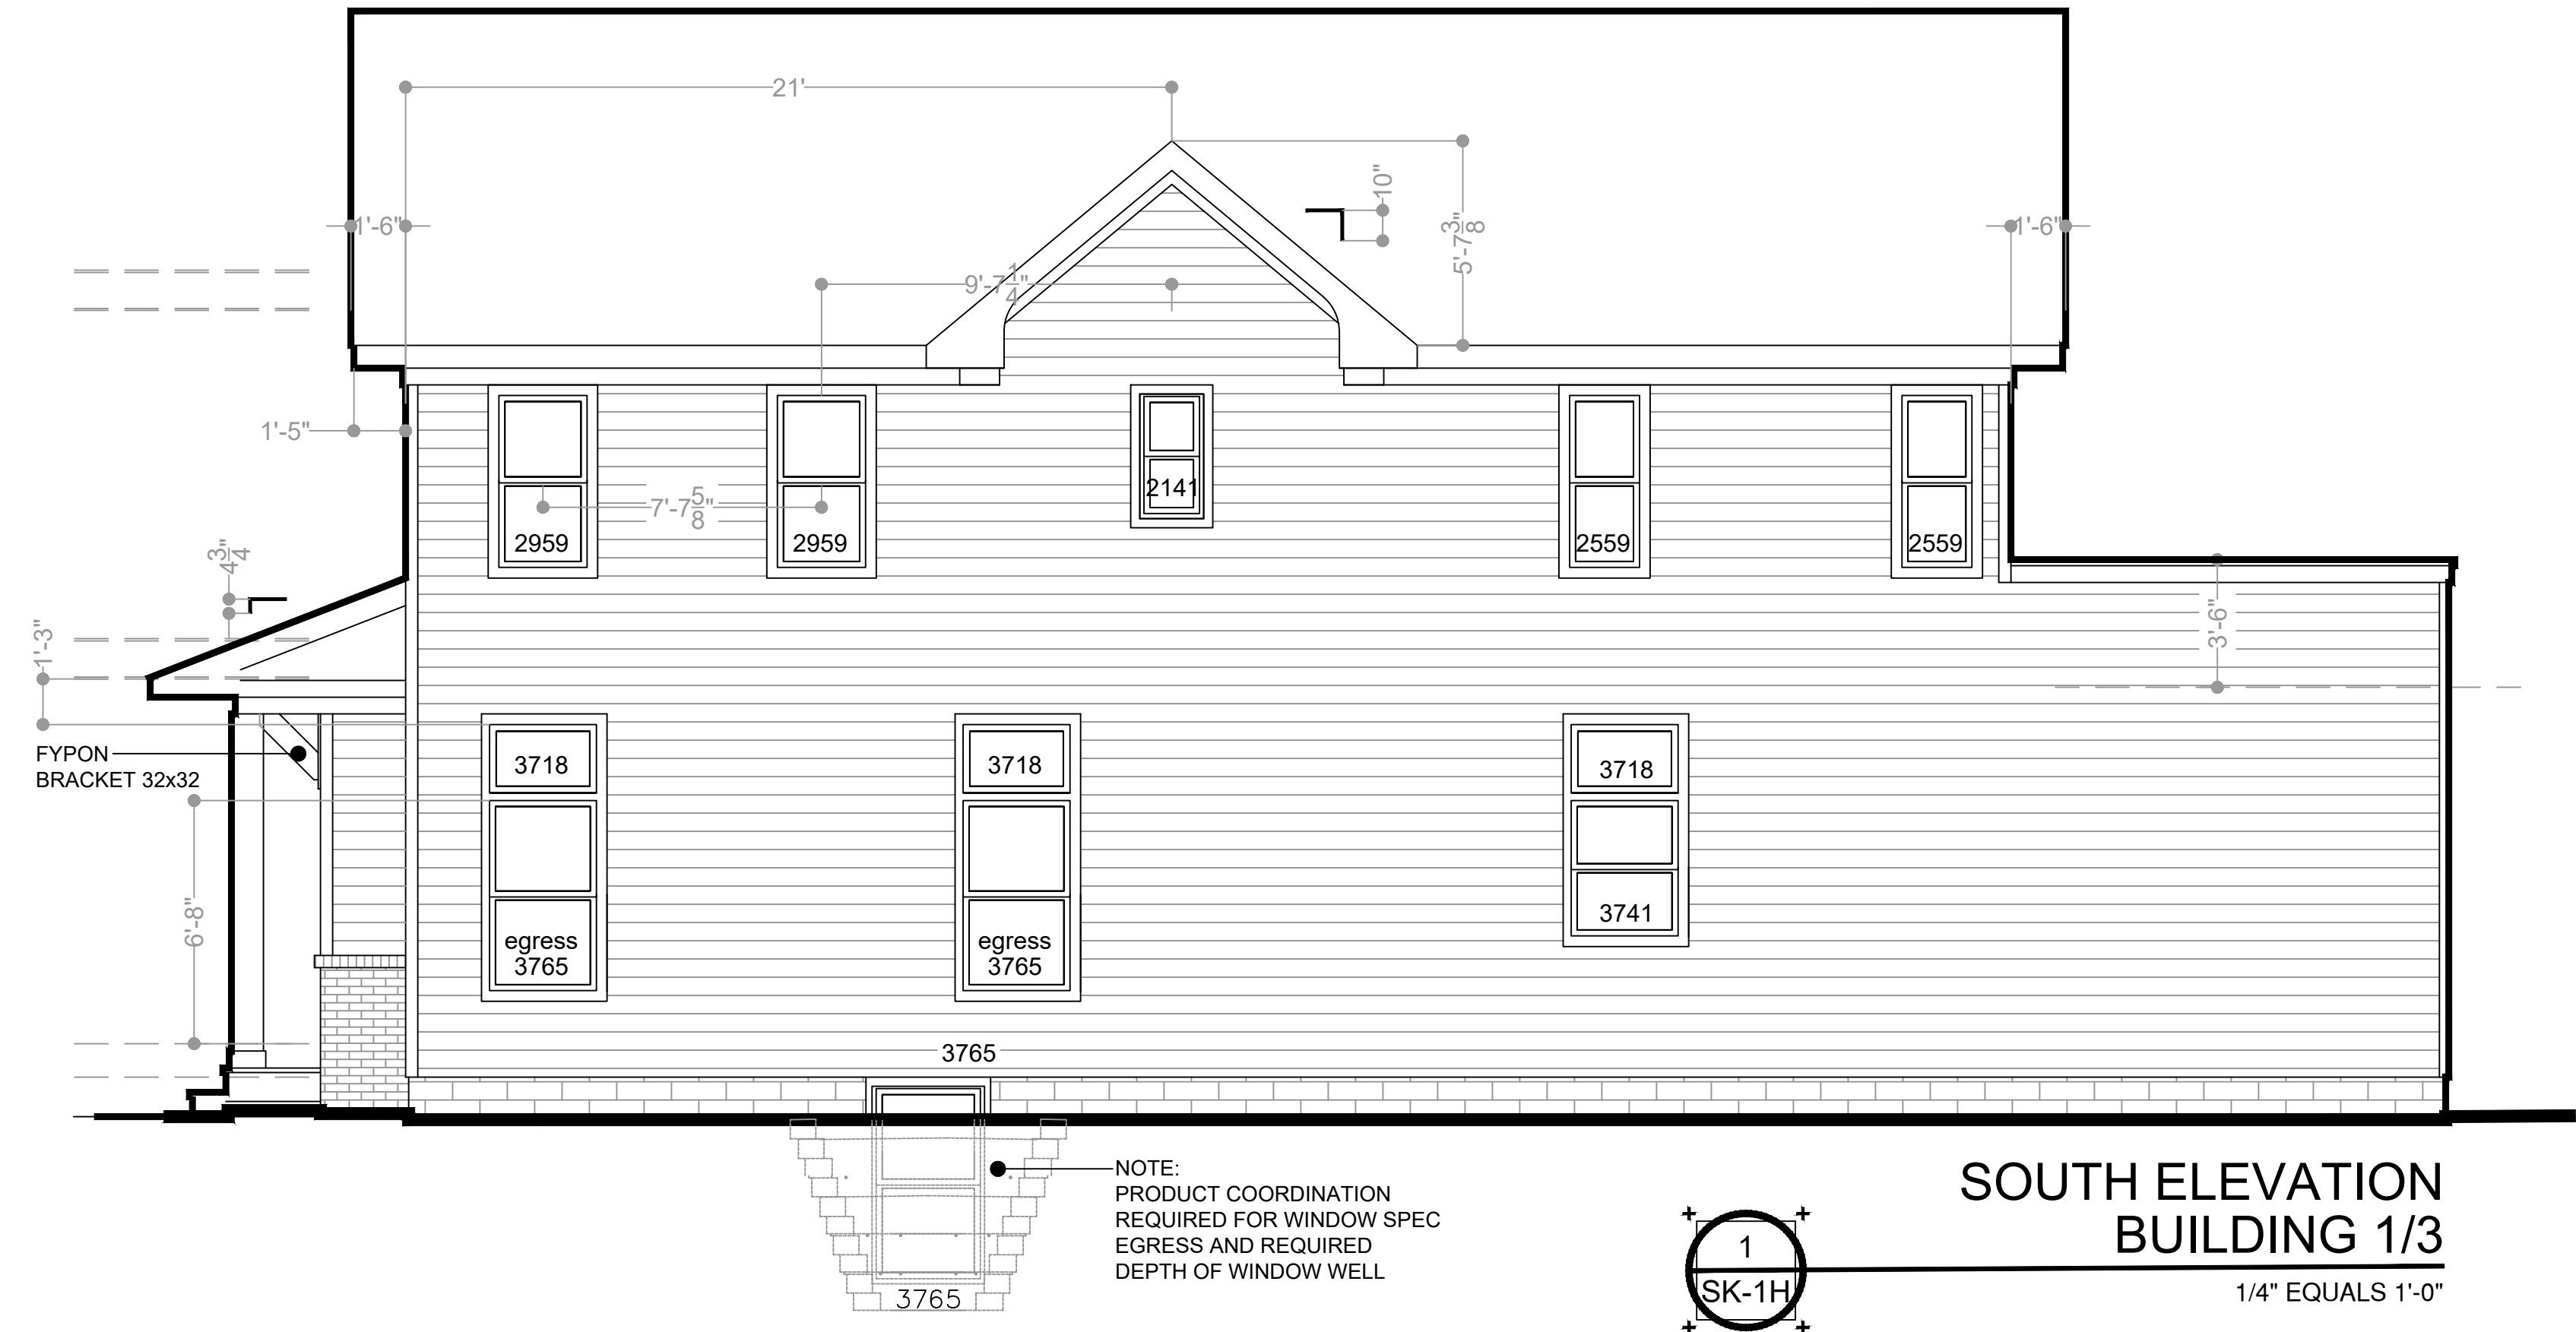 21'
10"
5'-7 3/8"
1'-6"
1'-6"
9'-7 1/4"
1'-5"
2141
7'-7 5/8"
2959
2959
2559
2559
4 3/4"
1'-3"
3'-6"
FYPON
BRACKET 32x32
3718
3718
3718
6'-8"
3741
egress
3765
egress
3765
3765
NOTE:
PRODUCT COORDINATION
REQUIRED FOR WINDOW SPEC
EGRESS AND REQUIRED
DEPTH OF WINDOW WELL
3765
SOUTH ELEVATION
BUILDING 1/3
1
SK-1H
1/4" EQUALS 1'-0"